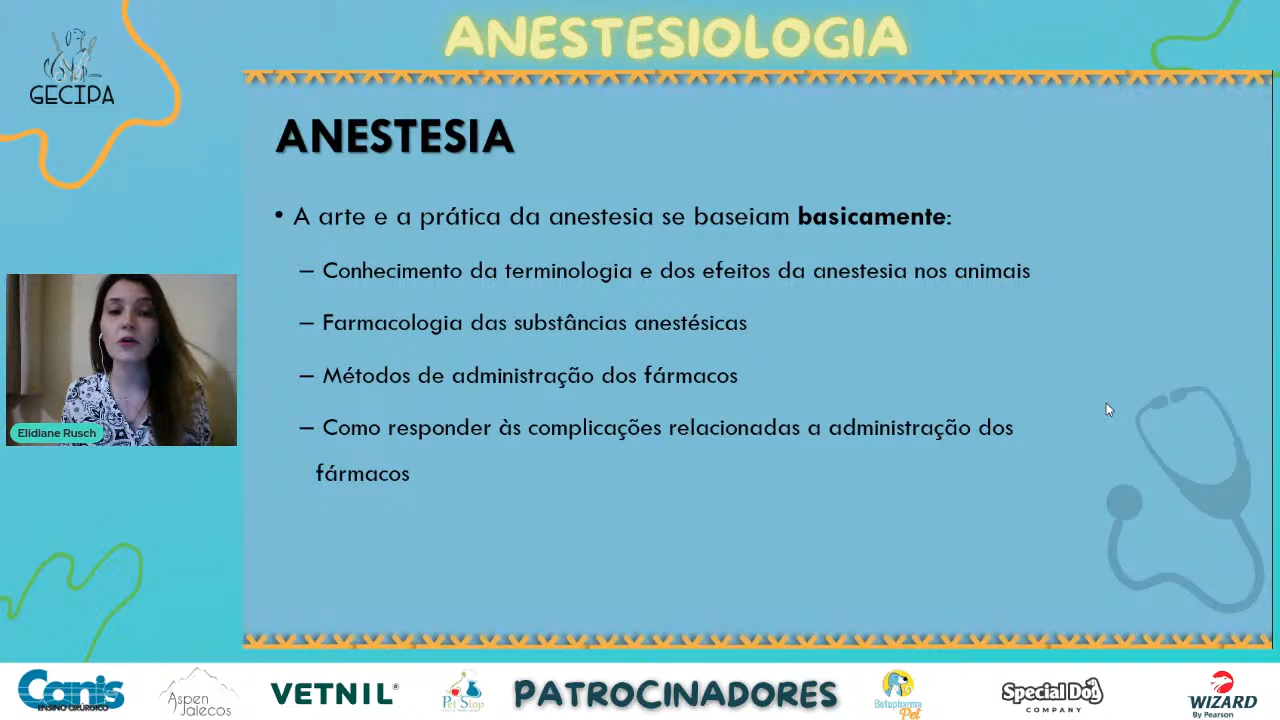 ANESTESIOLOGIA
GECIPA
ANESTESIA
• A arte e a prática da anestesia se baseiam basicamente:
– Conhecimento da terminologia e dos efeitos da anestesia nos animais
– Farmacologia das substâncias anestésicas
– Métodos de administração dos fármacos
– Como responder às complicações relacionadas a administração dos
fármacos
Elidiane Rusch
Canis
ENSINO CIRÚRGICO
Aspen
Jalecos
VETNIL®
Pet Stop
PATROCINADORES
Botupharma
Pet
Special Dog
COMPANY
WIZARD
By Pearson